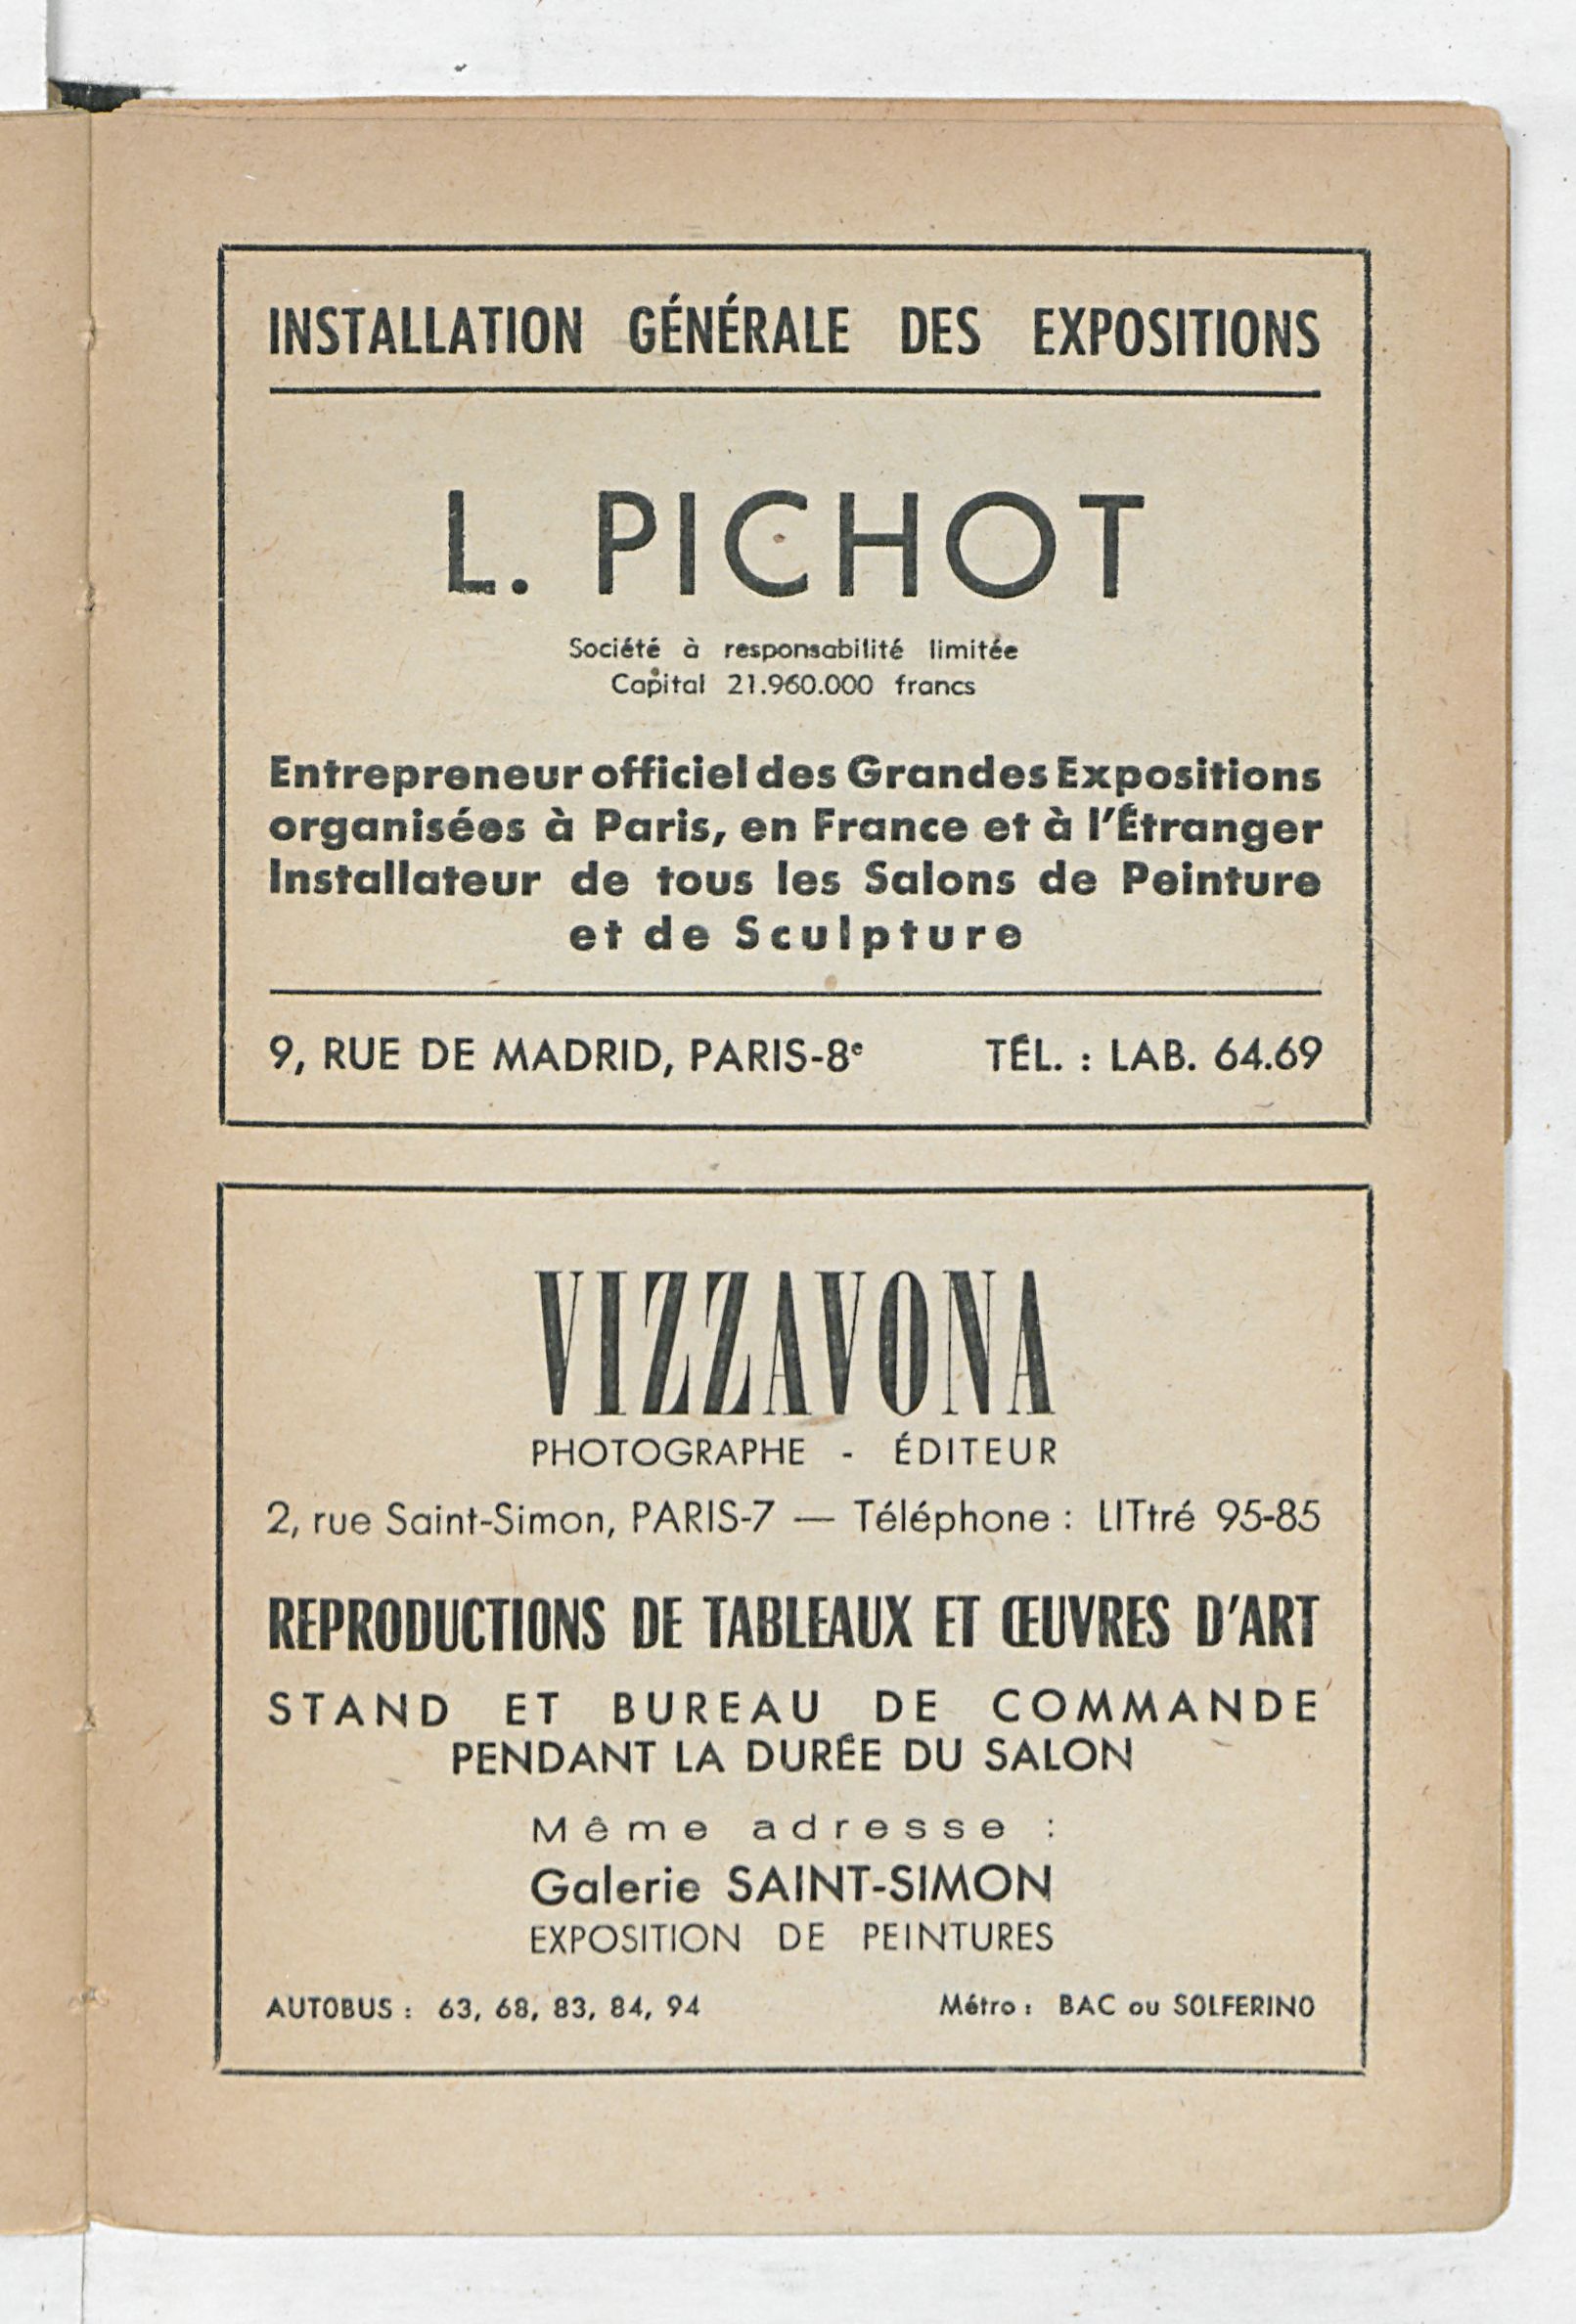 INSTALLATION GÉNÉRALE DES EXPOSITIONS
L. PICHOT
Société à responsabilité limitée
Capital 21.960.000 francs
Entrepreneur officiel des Grandes Expositions
organisées à Paris, en France et à l'Étranger
Installateur de tous les Salons de Peinture
et de Sculpture
9, RUE DE MADRID, PARIS-8e TÉL. : LAB. 64.69
VIZZAVONA
PHOTOGRAPHE - ÉDITEUR
2, rue Saint-Simon, PARIS-7 — Téléphone : LITtré 95-85
REPRODUCTIONS DE TABLEAUX ET ŒUVRES D'ART
STAND ET BUREAU DE COMMANDE
PENDANT LA DURÉE DU SALON
Même adresse :
Galerie SAINT-SIMON
EXPOSITION DE PEINTURES
AUTOBUS : 63, 68, 83, 84, 94 Métro : BAC ou SOLFERINO